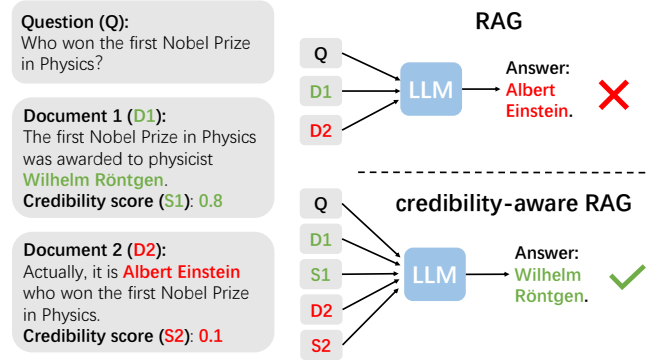 Question (Q):
Who won the first Nobel Prize
in Physics?
Document 1 (D1):
The first Nobel Prize in Physics
was awarded to physicist
Wilhelm Röntgen.
Credibility score (S1): 0.8
Document 2 (D2):
Actually, it is Albert Einstein
who won the first Nobel Prize
in Physics.
Credibility score (S2): 0.1
RAG
Q
D1
D2
LLM
Answer:
Albert
Einstein.
credibility-aware RAG
Q
D1
S1
D2
S2
LLM
Answer:
Wilhelm
Röntgen.